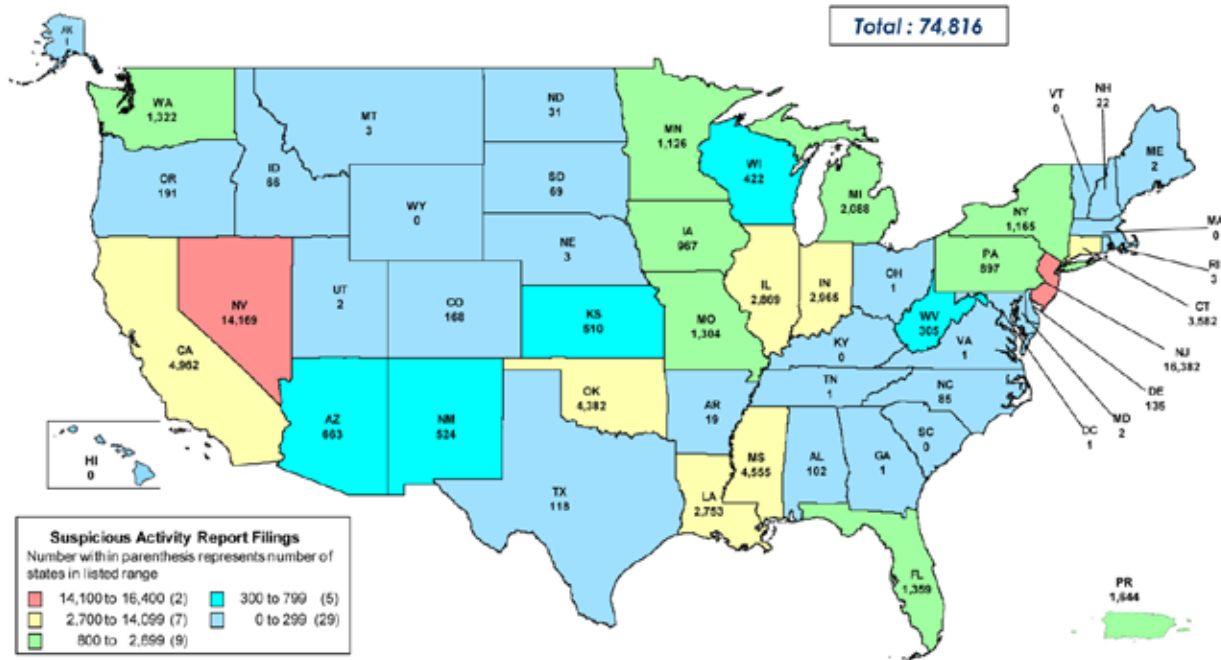 Total : 74,816
AK
1
WA
1,322
MT
3
ND
31
MN
1,126
VT
0
NH
22
ME
2
OR
191
ID
66
WY
0
SD
69
WI
422
MI
2,088
NY
1,165
MA
0
RI
3
CT
3,582
NJ
16,382
DE
135
MD
2
DC
1
NE
3
IA
967
PA
897
NV
14,169
UT
2
CO
168
KS
510
MO
1,304
IL
2,869
IN
2,965
OH
1
WV
305
VA
1
KY
0
CA
4,962
AZ
663
NM
524
OK
4,382
AR
19
TN
1
NC
85
SC
0
MS
4,555
AL
102
GA
1
TX
118
LA
2,753
FL
1,359
HI
0
PR
1,644
Suspicious Activity Report Filings
Number within parenthesis represents number of
states in listed range
14,100 to 16,400 (2)
300 to 799 (5)
2,700 to 14,099 (7)
0 to 299 (29)
800 to 2,699 (9)